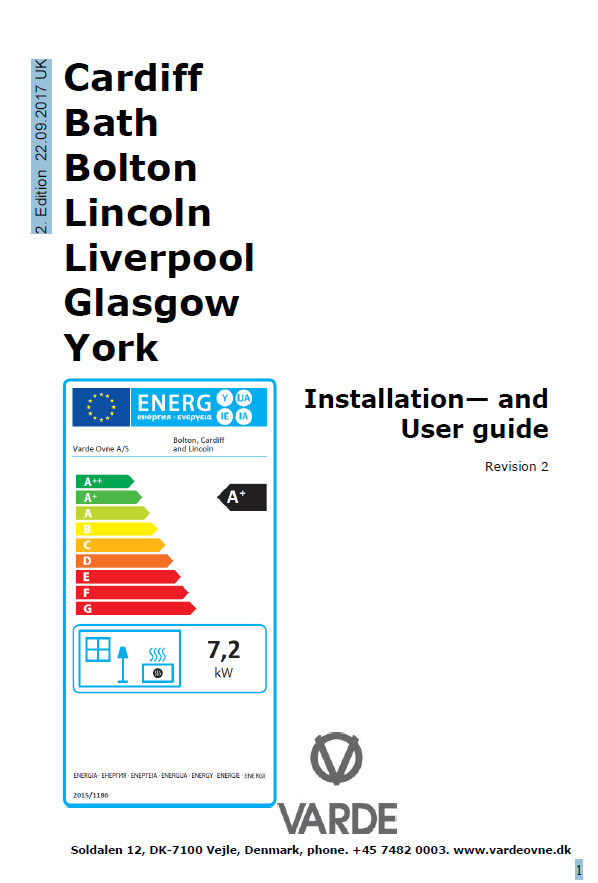 2. Edition 22.09.2017 UK
Cardiff
Bath
Bolton
Lincoln
Liverpool
Glasgow
York
Installation— and
User guide
Revision 2
ENERG
енергия · ενεργεια
Y
IJA
IE
IA
Varde Ovne A/S
Bolton, Cardiff
and Lincoln
A++
A+
A
B
C
D
E
F
G
A+
7,2
kW
ENERGIA · ЕНЕРГИЯ · ΕΝΕΡΓΕΙΑ · ENERGIJA · ENERGY · ENERGIE · ENERGI
2015/1186
VARDE
Soldalen 12, DK-7100 Vejle, Denmark, phone. +45 7482 0003. www.vardeovne.dk
1